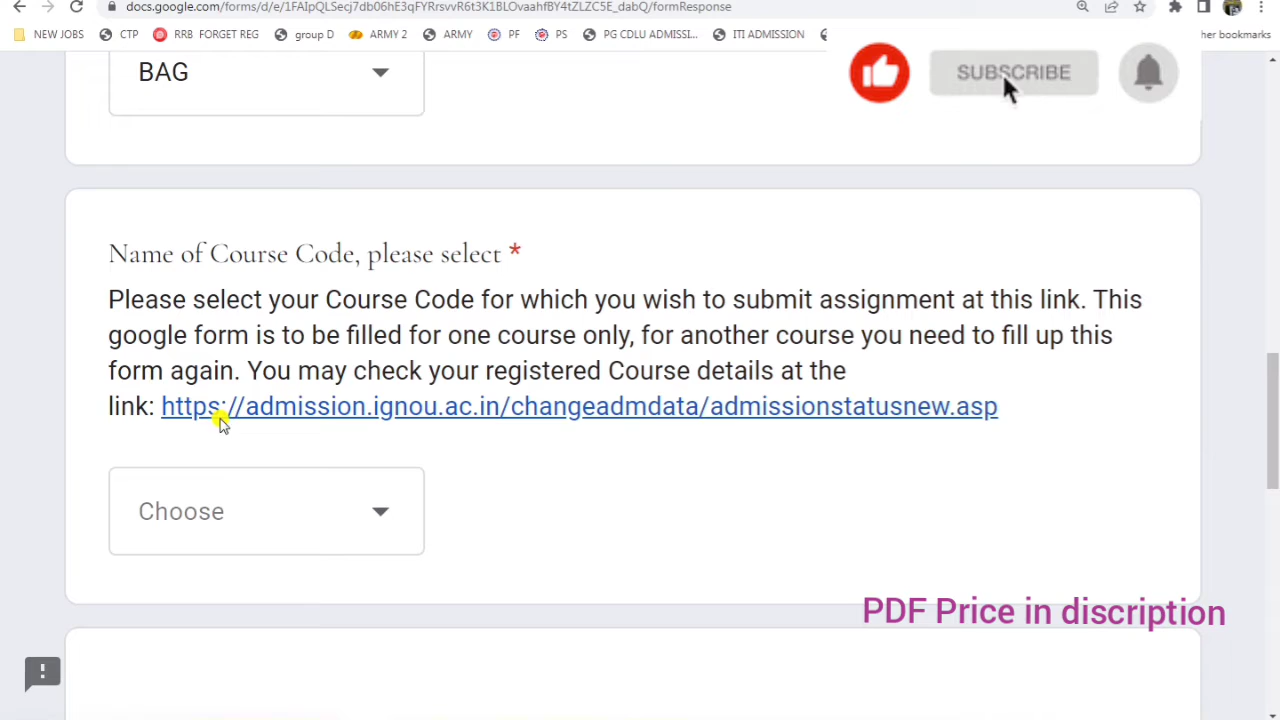 docs.google.com/forms/d/e/1FAIpQLSecj7db06hE3qFYRrsvvR6t3K1BLOvaahfBY4tZLZC5E_dabQ/formResponse
NEW JOBS CTP RRB FORGET REG group D ARMY 2 ARMY PF PS PG CDLU ADMISSI... ITI ADMISSION her bookmarks
BAG
SUBSCRIBE
Name of Course Code, please select *
Please select your Course Code for which you wish to submit assignment at this link. This
google form is to be filled for one course only, for another course you need to fill up this
form again. You may check your registered Course details at the
link: https://admission.ignou.ac.in/changeadmdata/admissionstatusnew.asp
Choose
PDF Price in discription